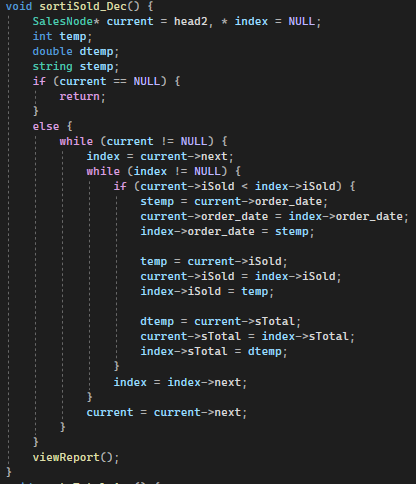 void sortiSold_Dec() {
SalesNode* current = head2, * index = NULL;
int temp;
double dtemp;
string stemp;
if (current == NULL) {
return;
}
else {
while (current != NULL) {
index = current->next;
while (index != NULL) {
if (current->iSold < index->iSold) {
stemp = current->order_date;
current->order_date = index->order_date;
index->order_date = stemp;
temp = current->iSold;
current->iSold = index->iSold;
index->iSold = temp;
dtemp = current->sTotal;
current->sTotal = index->sTotal;
index->sTotal = dtemp;
}
index = index->next;
}
current = current->next;
}
}
viewReport();
}